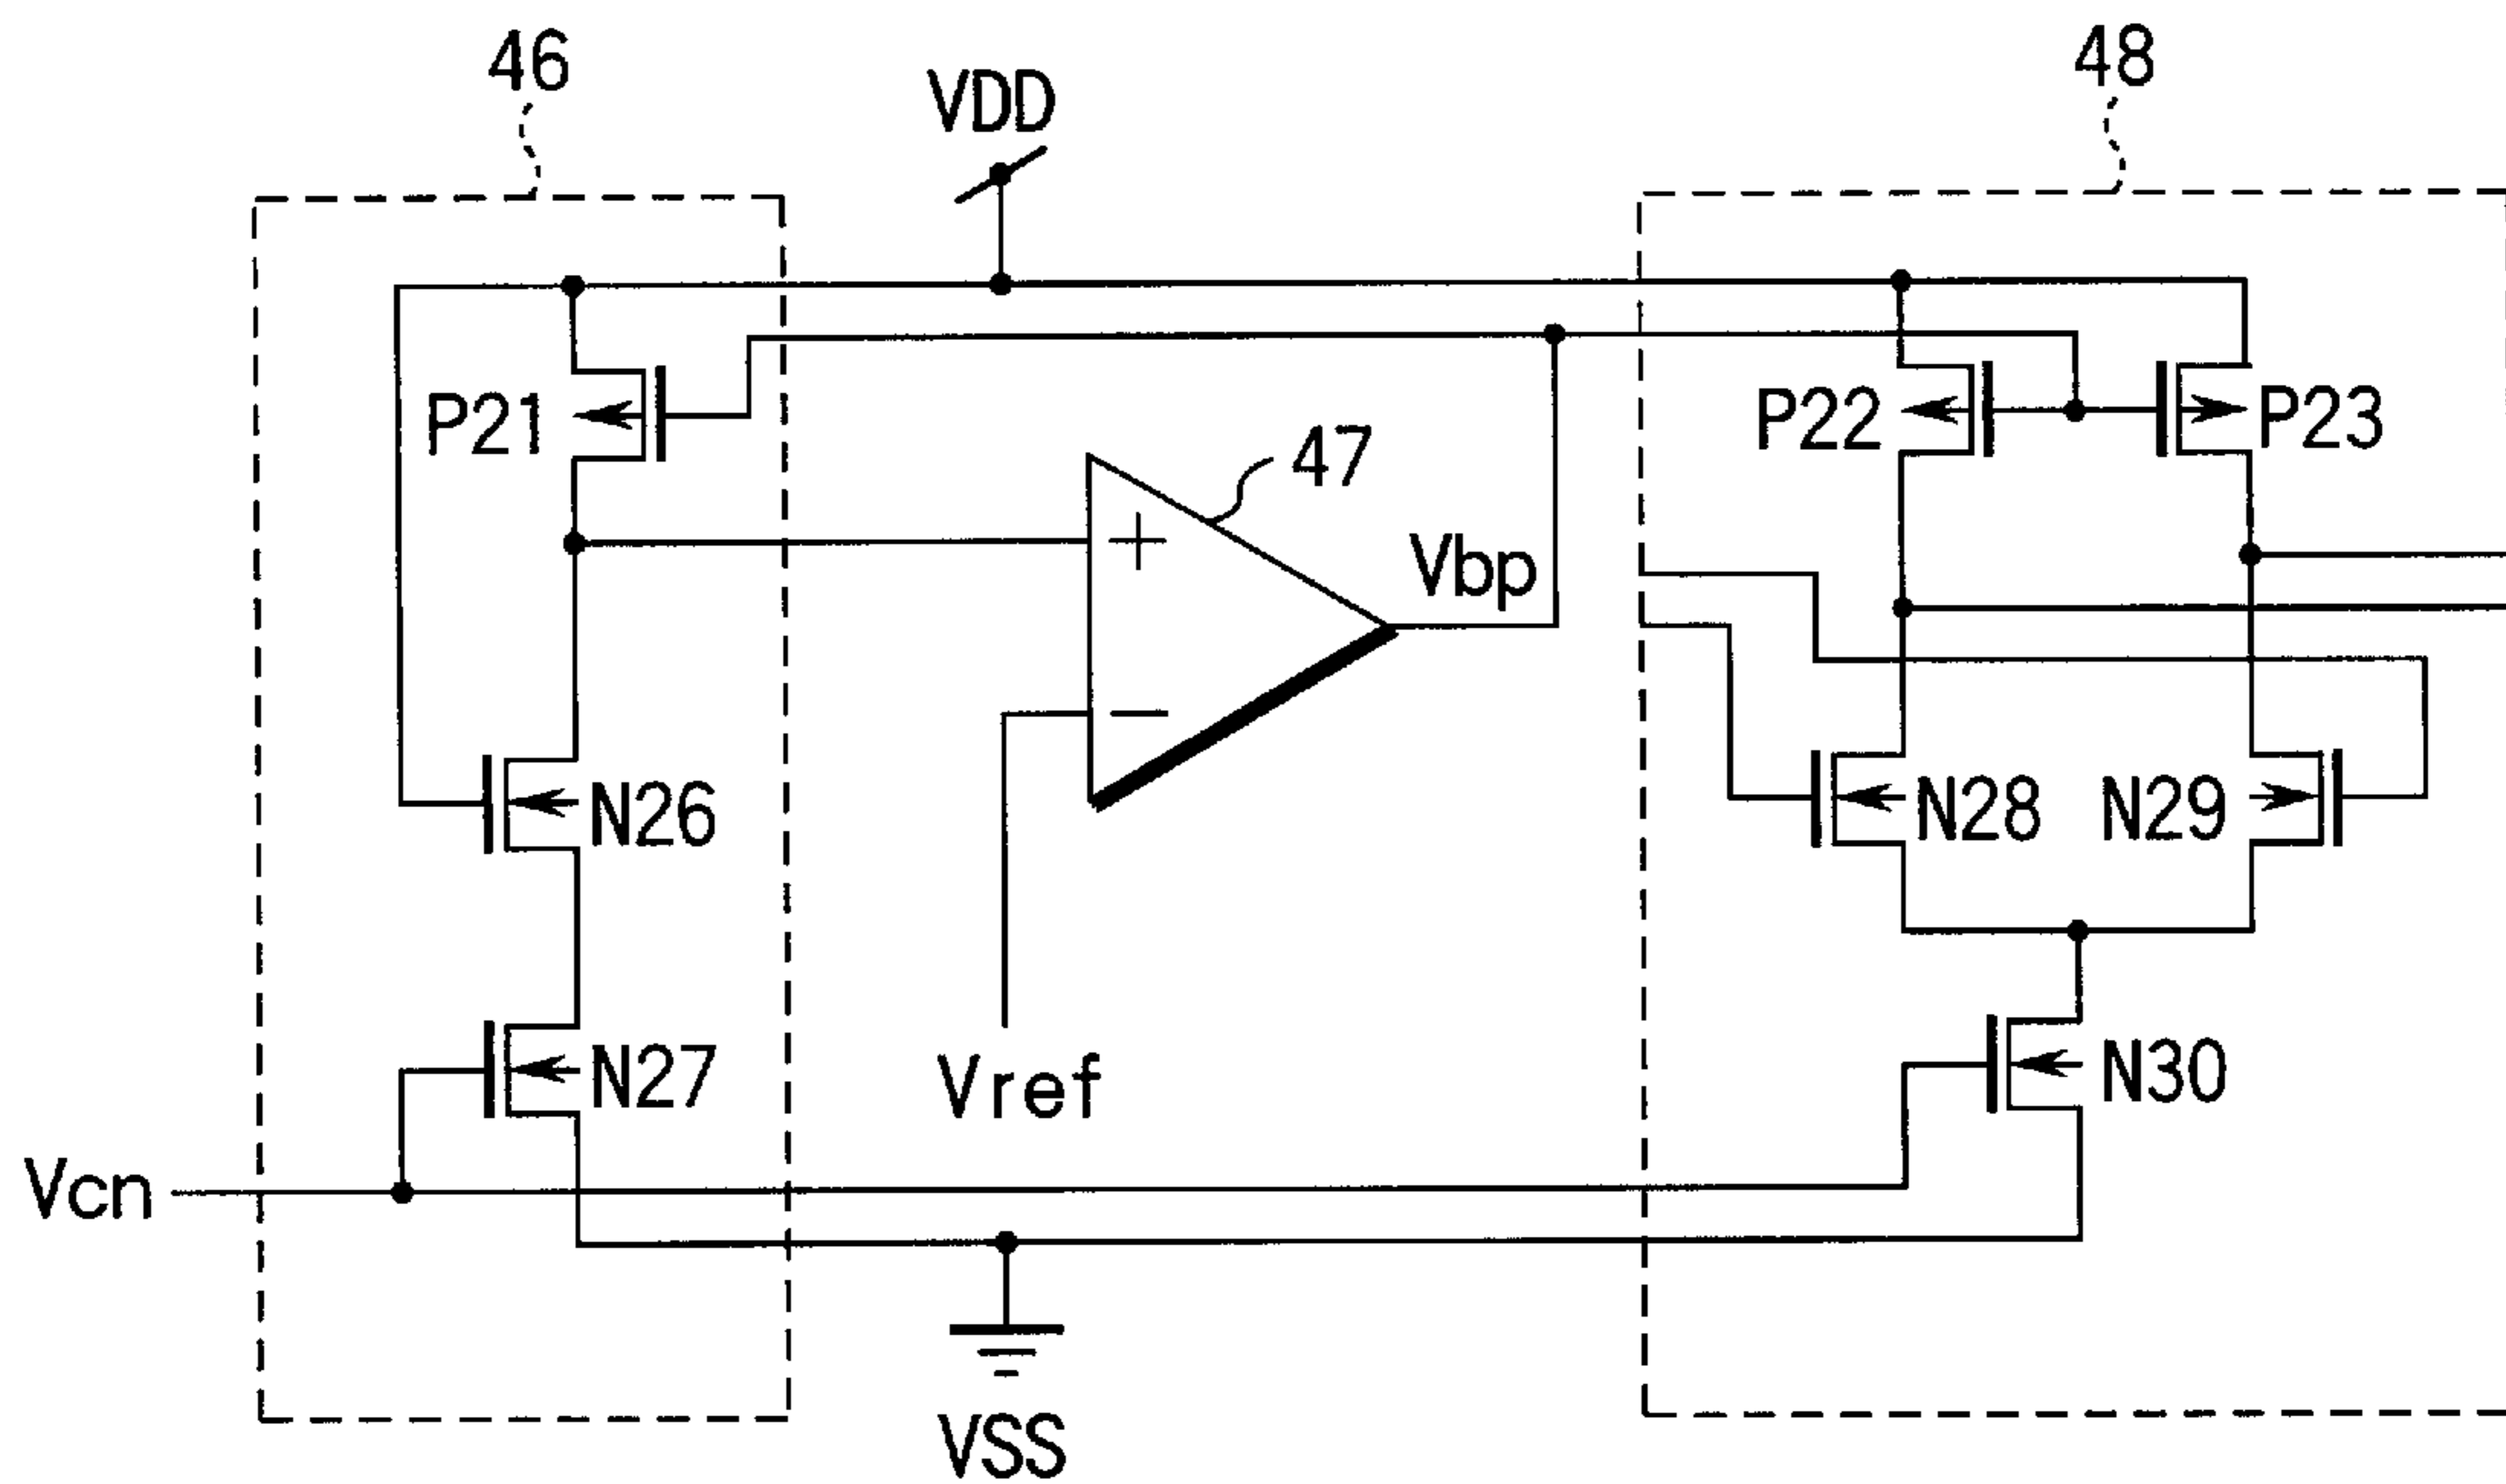 46
48
VDD
P21
P22
P23
47
Vbp
+
−
N26
N28
N29
N27
Vref
N30
Vcn
VSS